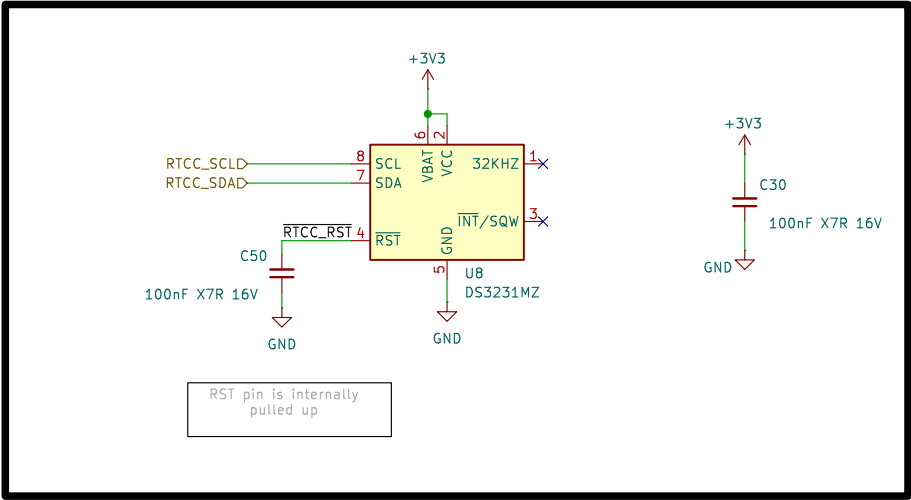 +3V3
6
2
8
RTCC_SCL
SCL
VBAT
VCC
32KHZ
1
7
RTCC_SDA
SDA
RTCC_RST
4
RST
GND
INT/SQW
3
5
U8
DS3231MZ
C50
100nF X7R 16V
GND
GND
+3V3
C30
100nF X7R 16V
GND
RST pin is internally
pulled up